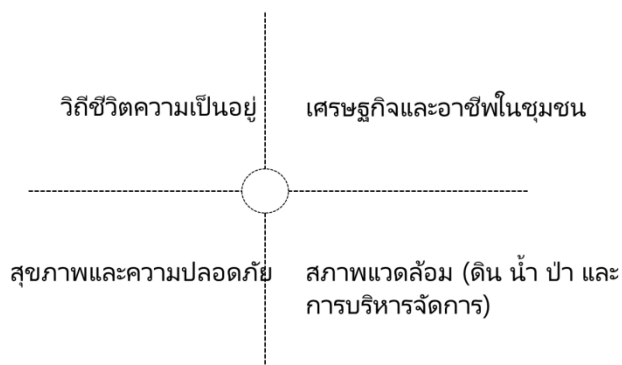 วิถีชีวิตความเป็นอยู่
เศรษฐกิจและอาชีพในชุมชน
สุขภาพและความปลอดภัย
สภาพแวดล้อม (ดิน น้ำ ป่า และ
การบริหารจัดการ)